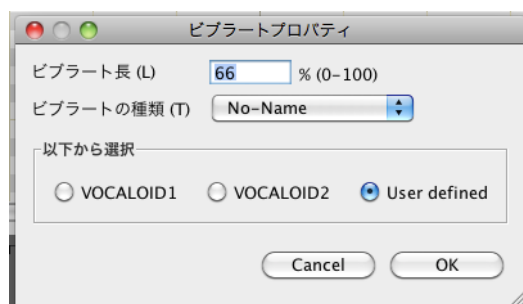 ビブラートプロパティ
ビブラート長 (L) 66 % (0-100)
ビブラートの種類 (T) No-Name
以下から選択
VOCALOID1 VOCALOID2 User defined
Cancel OK